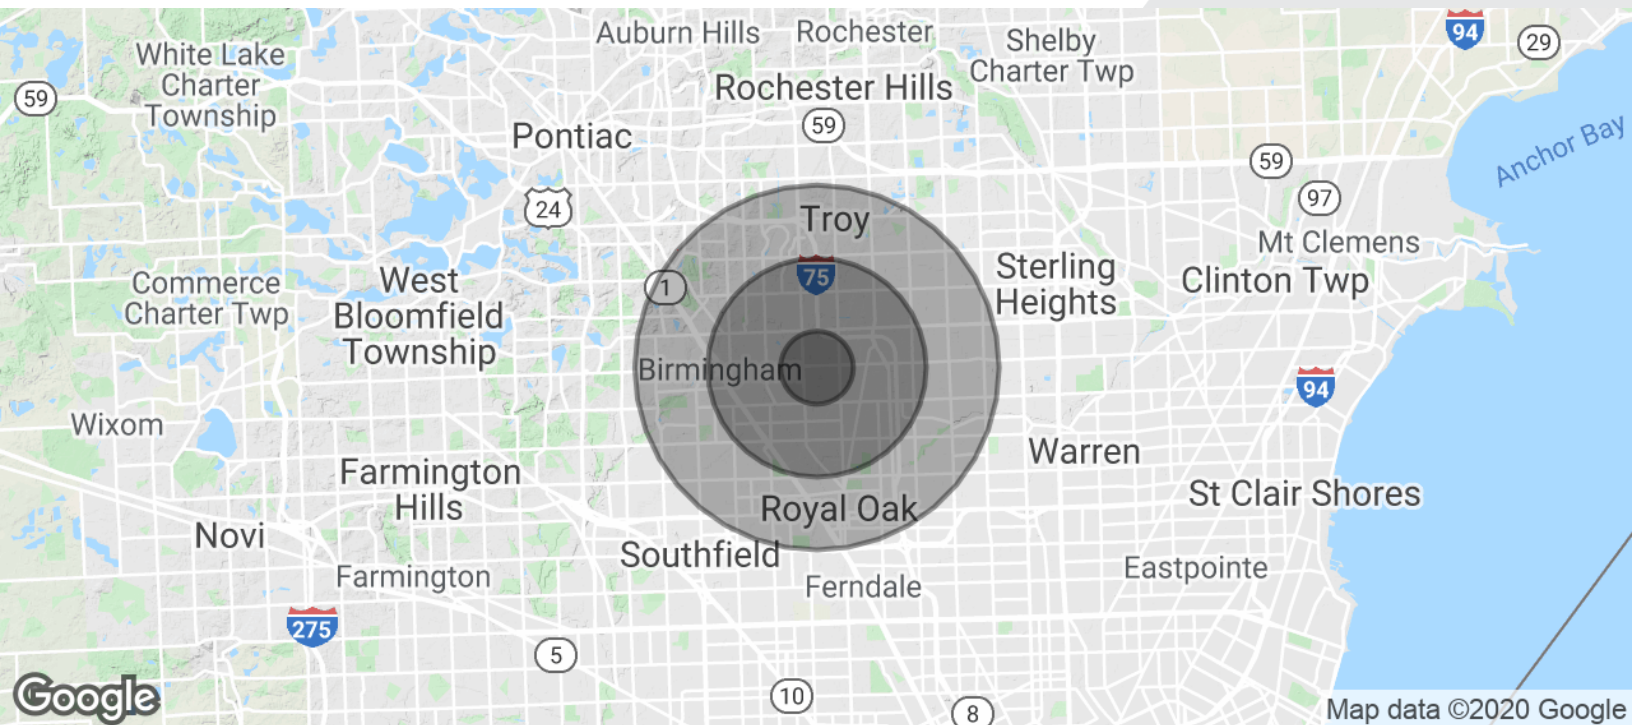 Auburn Hills
Rochester
Shelby
Charter Twp
94
29
White Lake
Charter
Township
59
Rochester Hills
59
Pontiac
Anchor Bay
59
97
24
Troy
Mt Clemens
Sterling
Heights
Clinton Twp
75
1
Commerce
Charter Twp
West
Bloomfield
Township
Birmingham
94
Wixom
Warren
Farmington
Hills
St Clair Shores
Royal Oak
Novi
Southfield
Farmington
Ferndale
Eastpointe
275
5
10
8
Google
Map data ©2020 Google